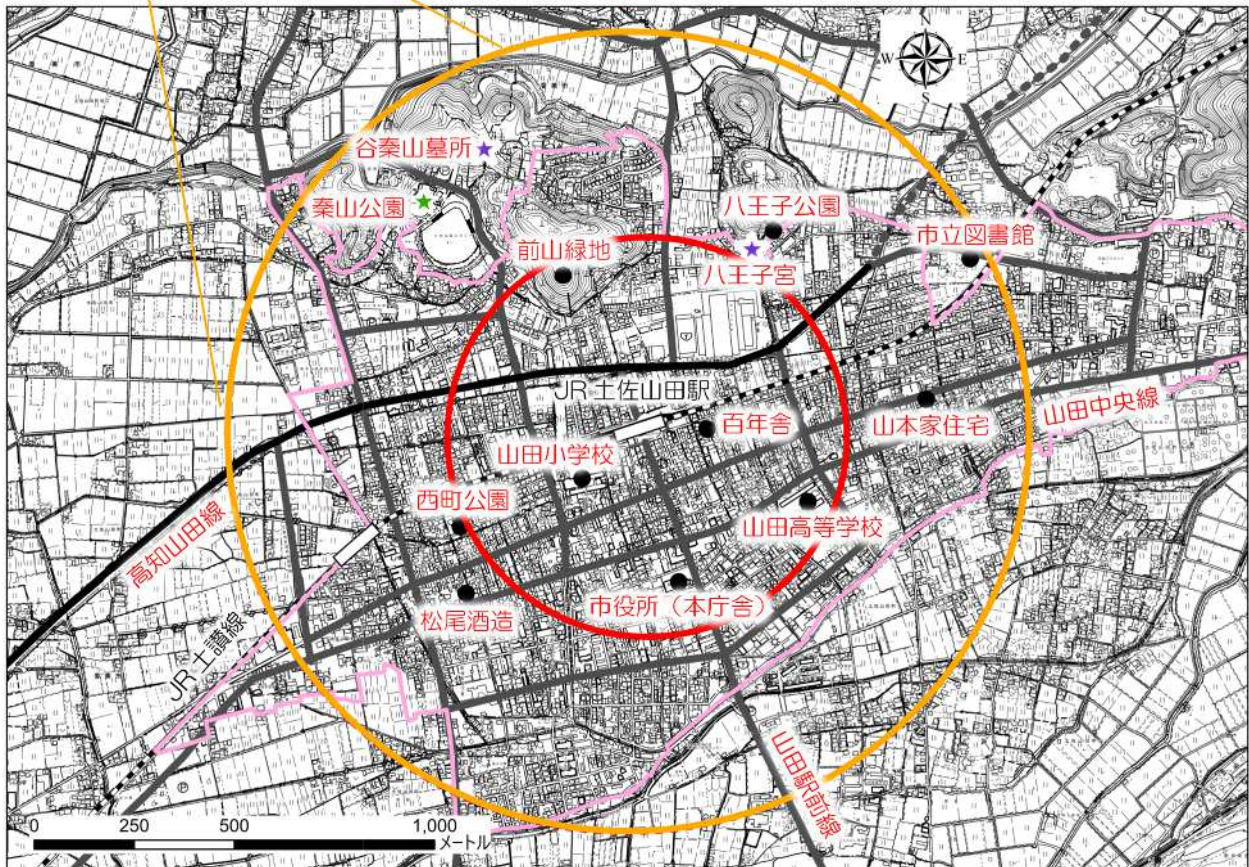 N
W
E
S
谷秦山墓所
秦山公園
八王子公園
市立図書館
前山緑地
八王子宮
JR 土佐山田駅
百年舎
山本家住宅
山田中央線
山田小学校
西町公園
山田高等学校
高知山田線
市役所（本庁舎）
松尾酒造
JR 土讃線
山田駅前線
0 250 500 1,000
メートル